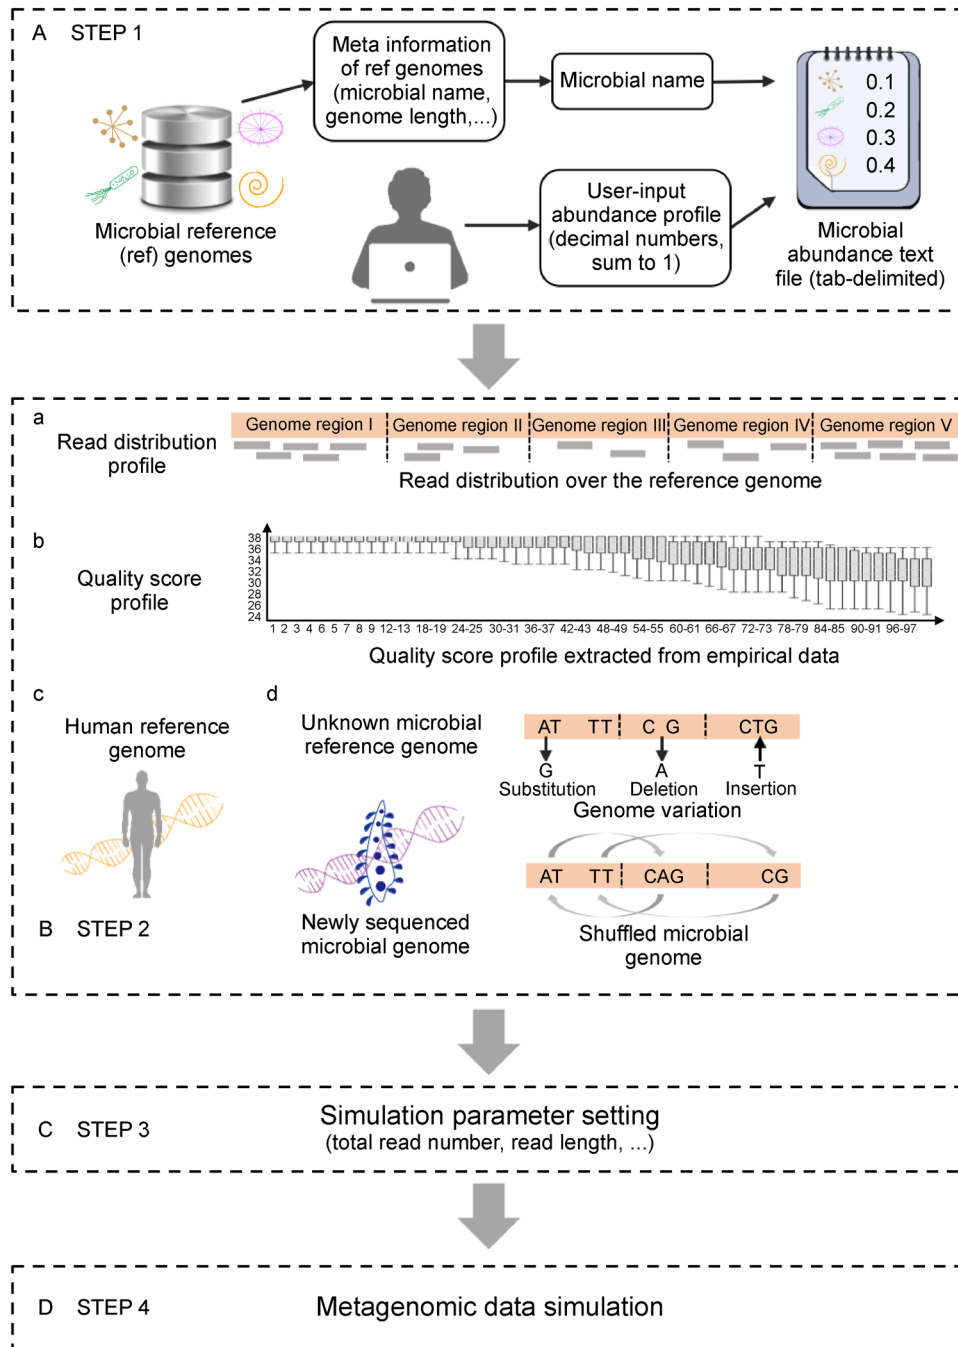 A STEP 1
Meta information
of ref genomes
(microbial name,
genome length,...)
Microbial name
0.1
0.2
0.3
0.4
Microbial reference
(ref) genomes
User-input
abundance profile
(decimal numbers,
sum to 1)
Microbial
abundance text
file (tab-delimited)
a
Read distribution
profile
Genome region I
Genome region II
Genome region III
Genome region IV
Genome region V
Read distribution over the reference genome
b
Quality score
profile
38
36
34
32
30
28
26
24
1 2 3 4 6 5 7 8 9 12-13 18-19 24-25 30-31 36-37 42-43 48-49 54-55 60-61 66-67 72-73 78-79 84-85 90-91 96-97
Quality score profile extracted from empirical data
c
Human reference
genome
d
Unknown microbial
reference genome
Newly sequenced
microbial genome
AT TT C G CTG
G A T
Substitution Deletion Insertion
Genome variation
AT TT CAG CG
Shuffled microbial
genome
B STEP 2
C STEP 3
Simulation parameter setting
(total read number, read length, ...)
D STEP 4
Metagenomic data simulation